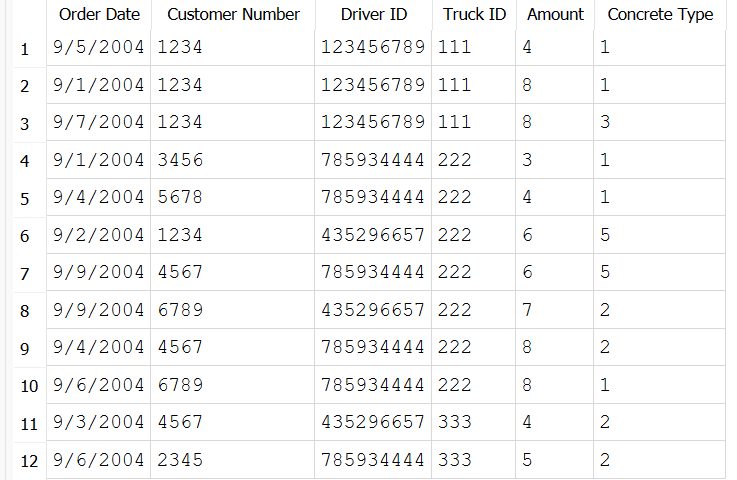 Order Date Customer Number Driver ID Truck ID Amount Concrete Type
1 9/5/2004 1234 123456789 111 4 1
2 9/1/2004 1234 123456789 111 8 1
3 9/7/2004 1234 123456789 111 8 3
4 9/1/2004 3456 785934444 222 3 1
5 9/4/2004 5678 785934444 222 4 1
6 9/2/2004 1234 435296657 222 6 5
7 9/9/2004 4567 785934444 222 6 5
8 9/9/2004 6789 435296657 222 7 2
9 9/4/2004 4567 785934444 222 8 2
10 9/6/2004 6789 785934444 222 8 1
11 9/3/2004 4567 435296657 333 4 2
12 9/6/2004 2345 785934444 333 5 2